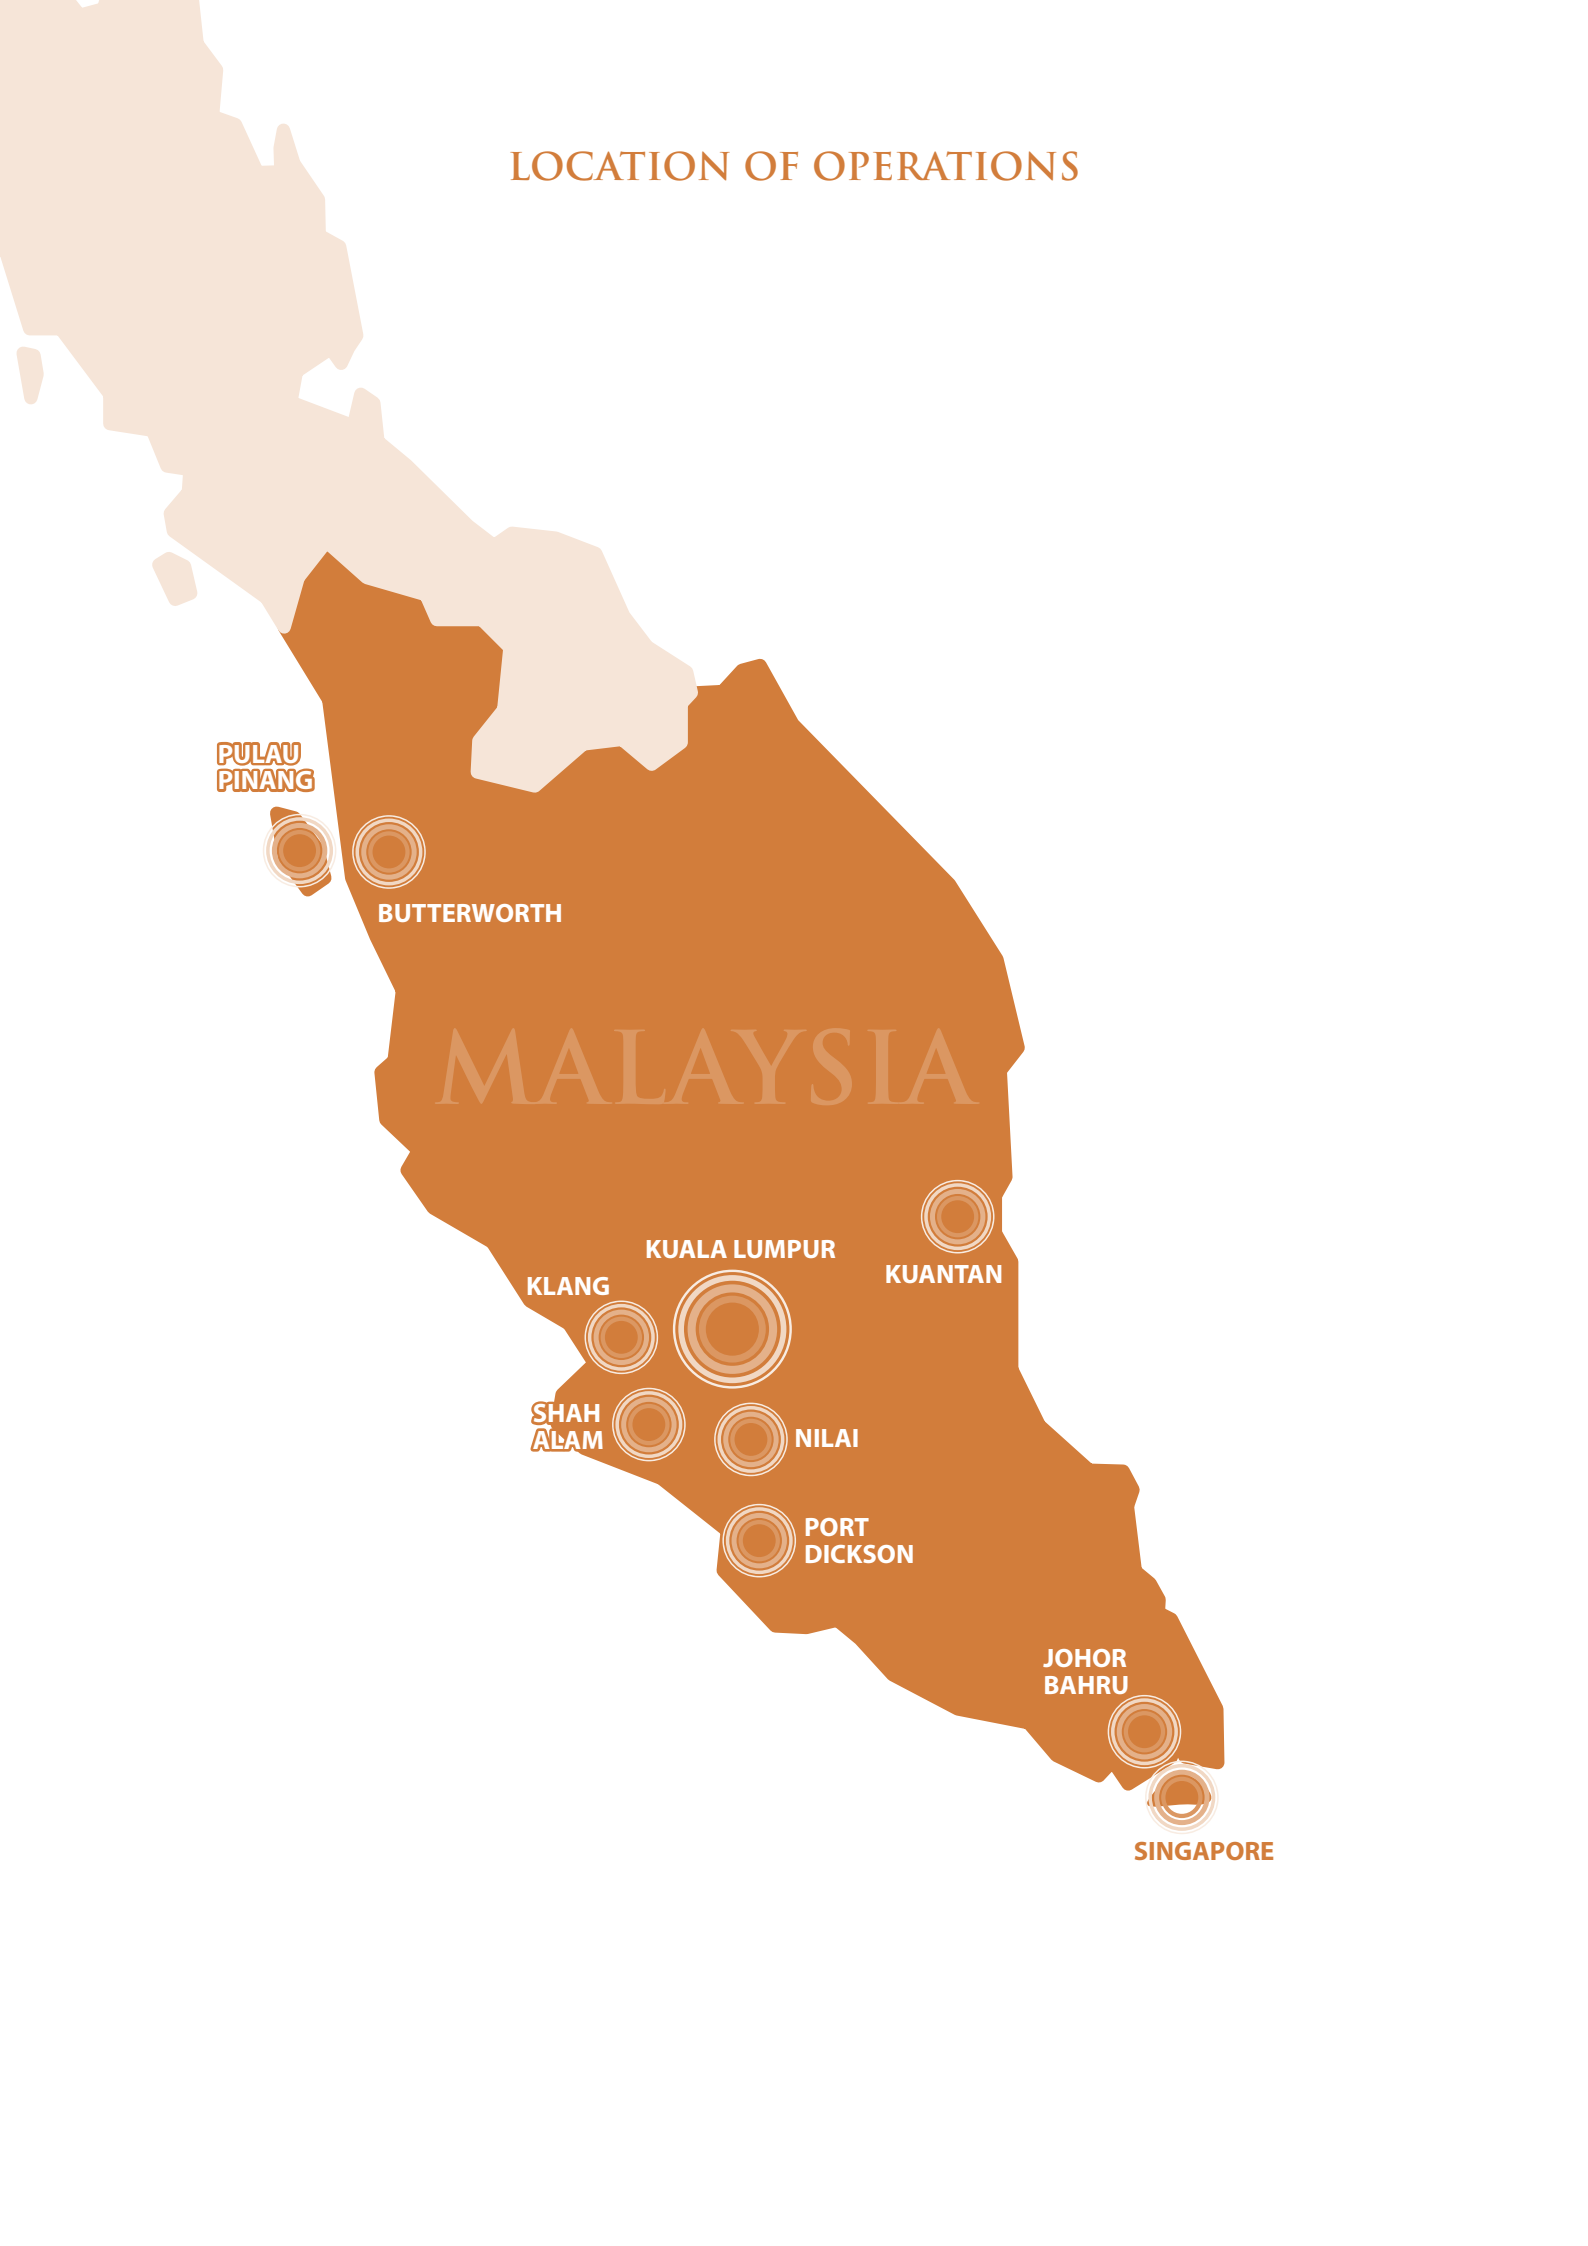 LOCATION OF OPERATIONS
PULAU
PINANG
BUTTERWORTH
MALAYSIA
KUALA LUMPUR
KUANTAN
KLANG
SHAH
ALAM
NILAI
PORT
DICKSON
JOHOR
BAHRU
SINGAPORE